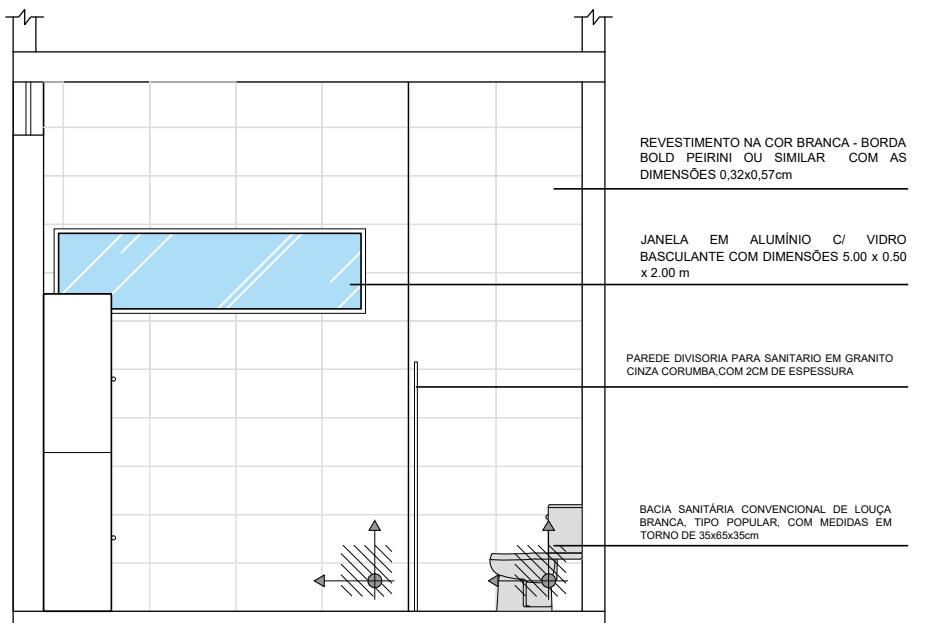 REVESTIMENTO NA COR BRANCA - BORDA
BOLD PEIRINI OU SIMILAR COM AS
DIMENSÕES 0,32x0,57cm
JANELA EM ALUMÍNIO C/ VIDRO
BASCULANTE COM DIMENSÕES 5.00 x 0.50
x 2.00 m
PAREDE DIVISORIA PARA SANITARIO EM GRANITO
CINZA CORUMBA,COM 2CM DE ESPESSURA
BACIA SANITÁRIA CONVENCIONAL DE LOUÇA
BRANCA, TIPO POPULAR, COM MEDIDAS EM
TORNO DE 35x65x35cm